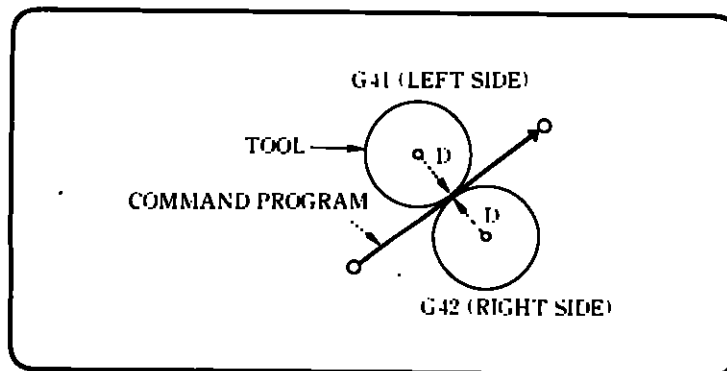 G41 (LEFT SIDE)
TOOL
D
COMMAND PROGRAM
D
G42 (RIGHT SIDE)